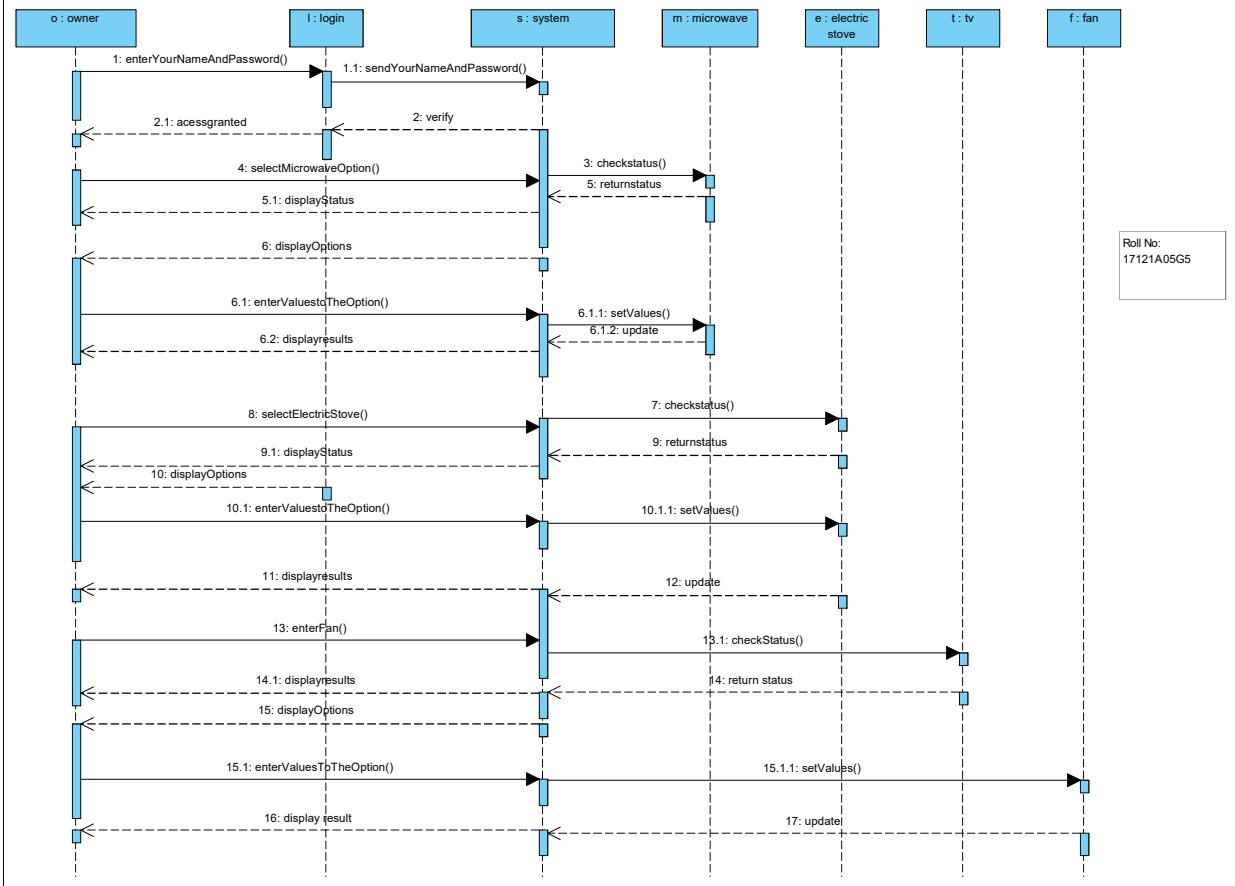 o : owner
l : login
s : system
m : microwave
e : electric
stove
t : tv
f : fan
1: enterYourNameAndPassword()
1.1: sendYourNameAndPassword()
2: verify
2.1: acessgranted
3: checkstatus()
4: selectMicrowaveOption()
5: returnstatus
5.1: displayStatus
6: displayOptions
Roll No:
17121A05G5
6.1: enterValuestoTheOption()
6.1.1: setValues()
6.1.2: update
6.2: displayresults
7: checkstatus()
8: selectElectricStove()
9: returnstatus
9.1: displayStatus
10: displayOptions
10.1: enterValuestoTheOption()
10.1.1: setValues()
11: displayresults
12: update
13: enterFan()
13.1: checkStatus()
14.1: displayresults
14: return status
15: displayOptions
15.1: enterValuesToTheOption()
15.1.1: setValues()
16: display result
17: update